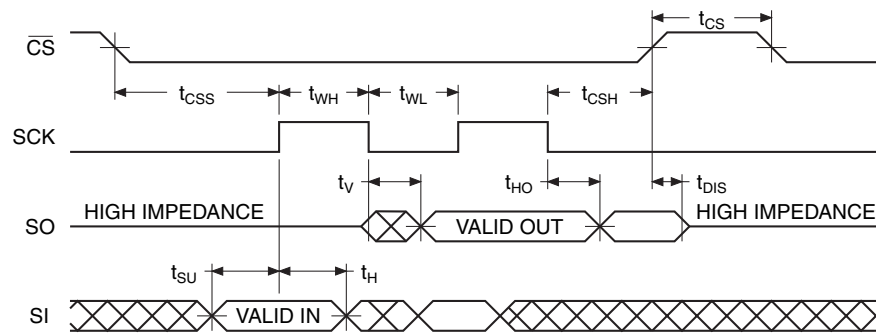 t_CS
CS
t_CSS t_WH t_WL t_CSH
SCK
t_V t_HO t_DIS
HIGH IMPEDANCE HIGH IMPEDANCE
SO VALID OUT
t_SU t_H
SI VALID IN